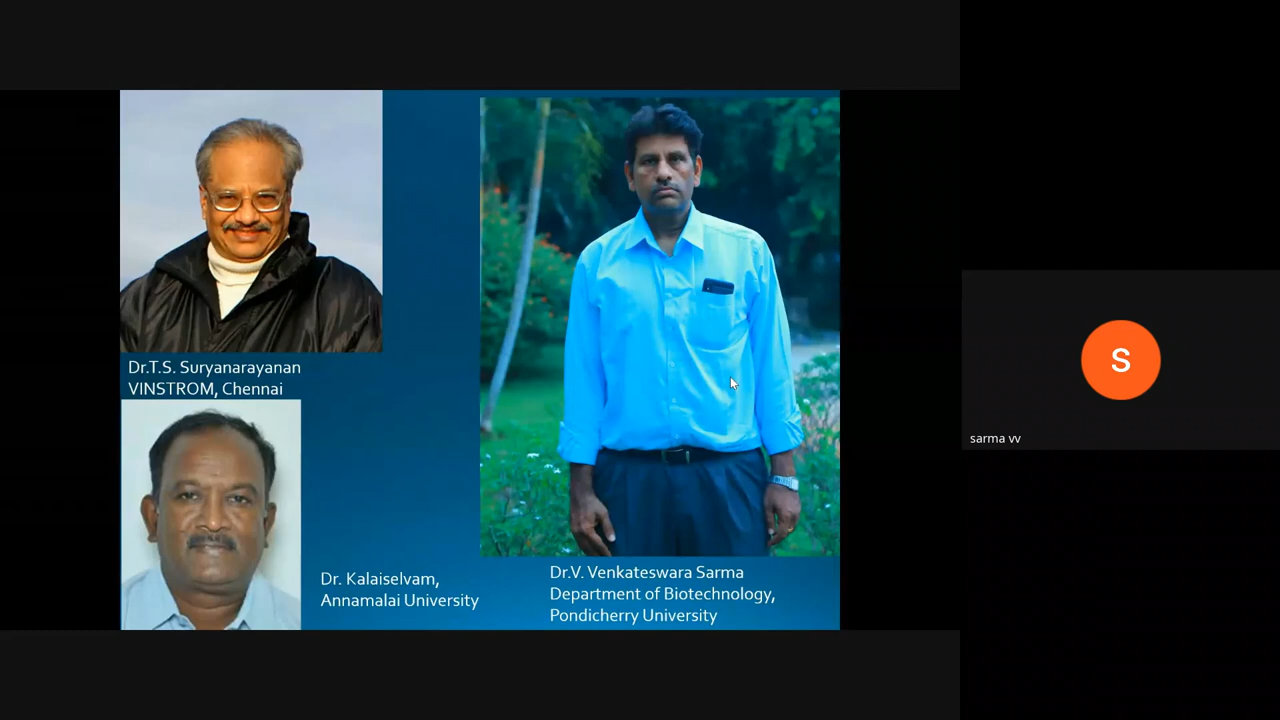 Dr.T.S. Suryanarayanan
VINSTROM, Chennai
Dr. Kalaiselvam,
Annamalai University
Dr.V. Venkateswara Sarma
Department of Biotechnology,
Pondicherry University
S
sarma vv